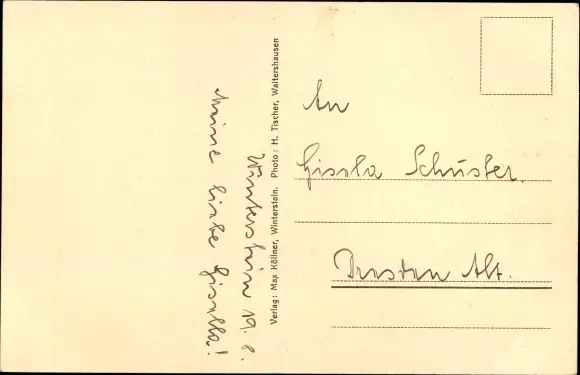 Winterstein 19. 8.
Meine liebe Gisella!
Verlag: Max Köllner, Winterstein. Photo: H. Tischer, Waltershausen
An
Gisela Schuster.
Dresden Alt.